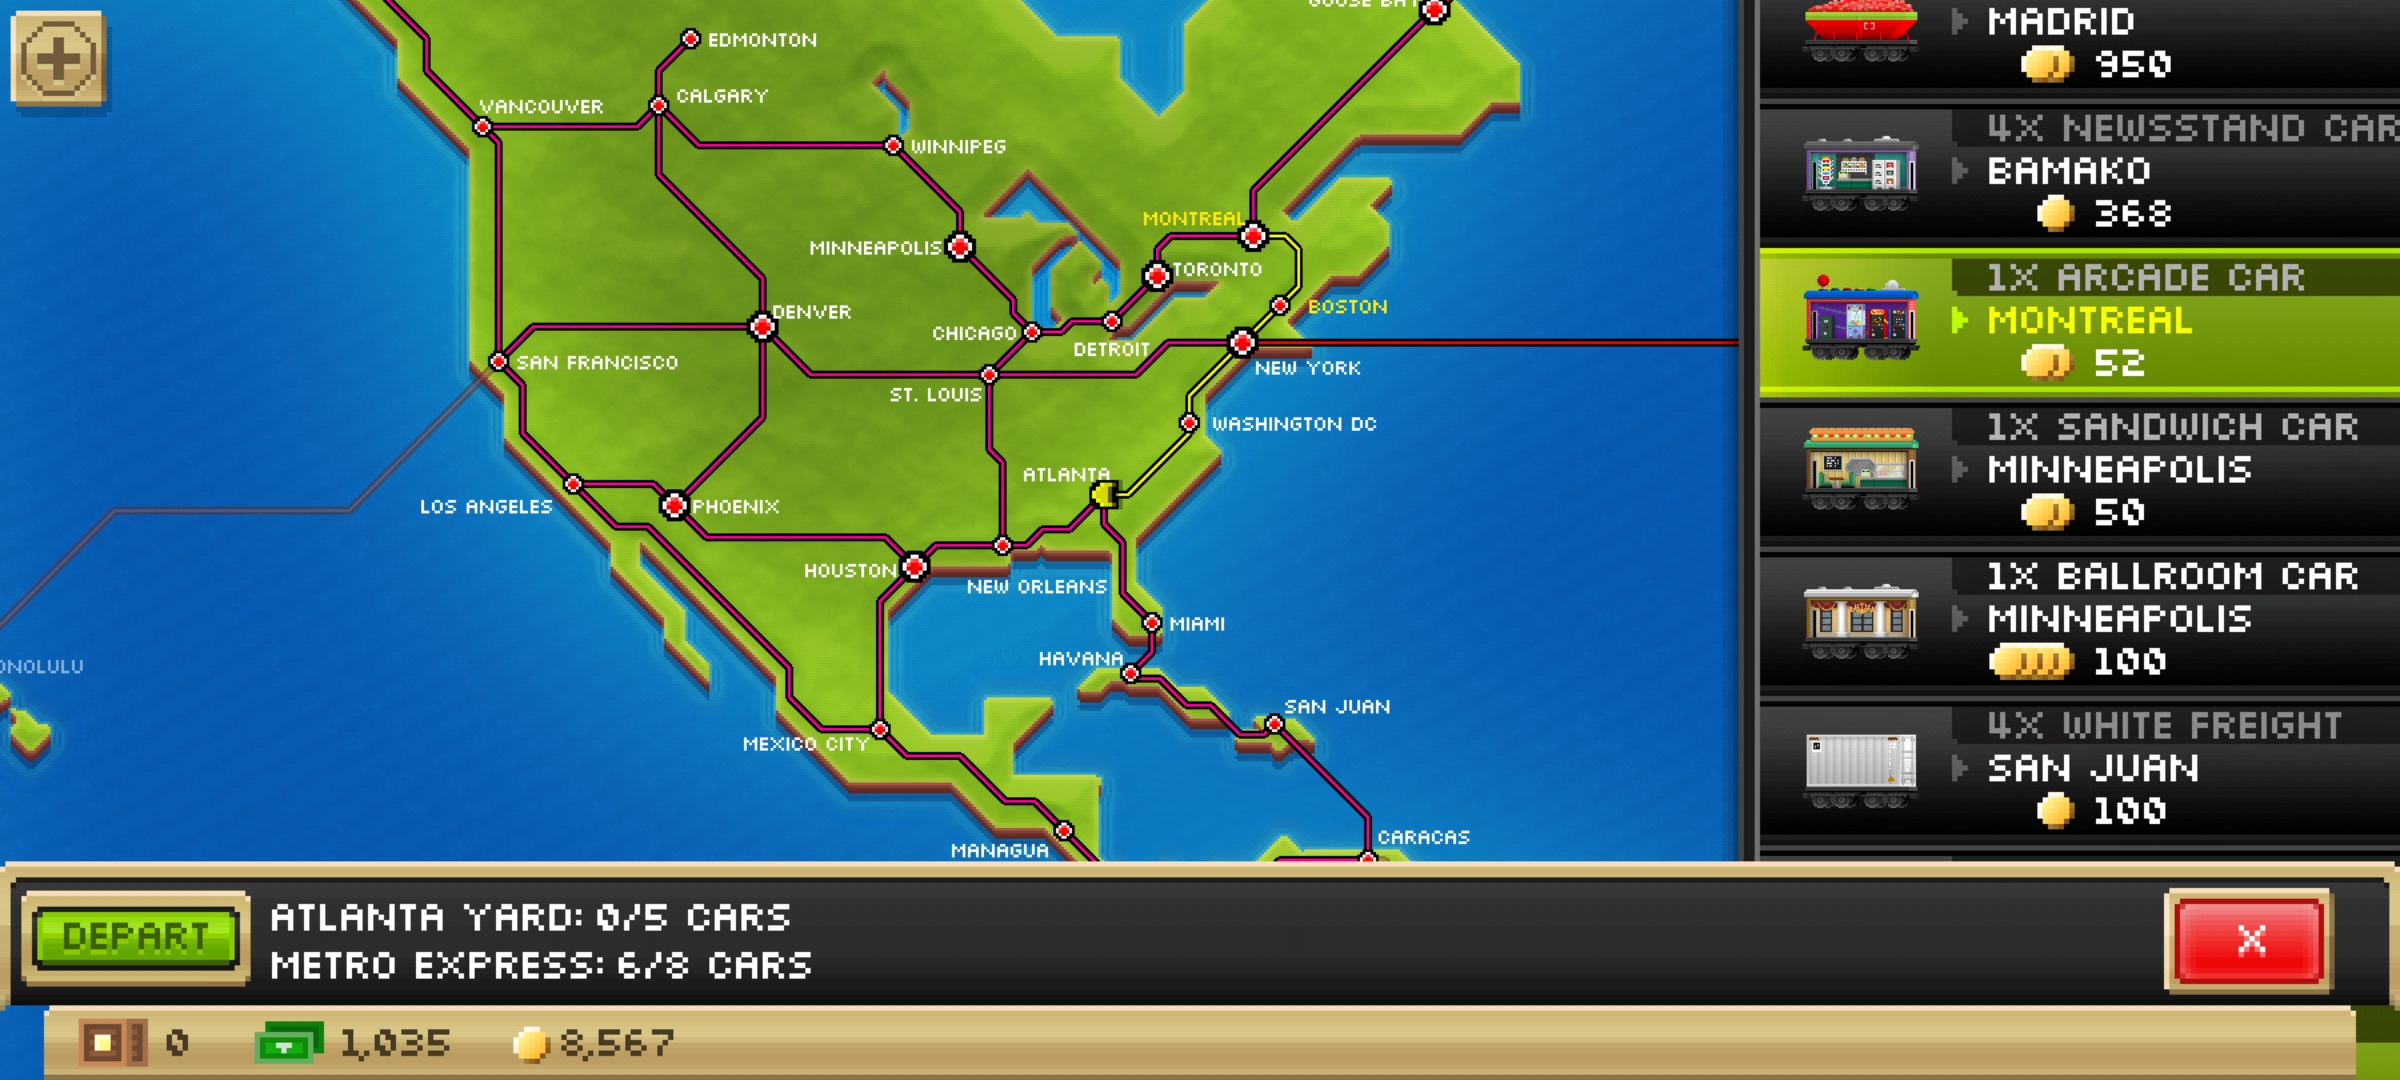 GOOSE BAY
EDMONTON
CALGARY
VANCOUVER
WINNIPEG
MONTREAL
MINNEAPOLIS
TORONTO
BOSTON
DENVER
CHICAGO
DETROIT
SAN FRANCISCO
NEW YORK
ST. LOUIS
WASHINGTON DC
ATLANTA
LOS ANGELES
PHOENIX
HOUSTON
NEW ORLEANS
MIAMI
HAVANA
ONOLULU
SAN JUAN
MEXICO CITY
CARACAS
MANAGUA
MADRID
950
4X NEWSSTAND CAR
BAMAKO
368
1X ARCADE CAR
MONTREAL
52
1X SANDWICH CAR
MINNEAPOLIS
50
1X BALLROOM CAR
MINNEAPOLIS
100
4X WHITE FREIGHT
SAN JUAN
100
DEPART
ATLANTA YARD: 0/5 CARS
METRO EXPRESS: 6/8 CARS
X
0 1,035 8,567